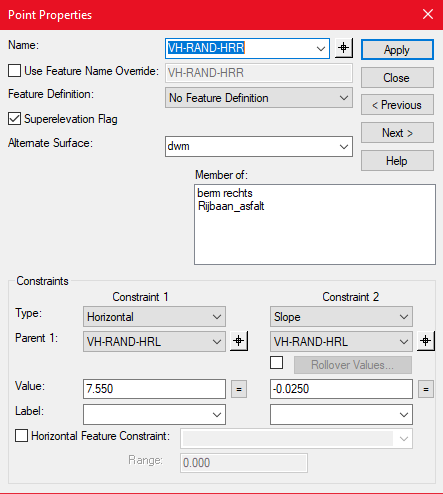 Point Properties
Name:
VH-RAND-HRR
Apply
Use Feature Name Override:
VH-RAND-HRR
Close
Feature Definition:
No Feature Definition
< Previous
Superelevation Flag
Next >
Alternate Surface:
dwm
Help
Member of:
berm rechts
Rijbaan_asfalt
Constraints
Constraint 1
Constraint 2
Type:
Horizontal
Slope
Parent 1:
VH-RAND-HRL
VH-RAND-HRL
Rollover Values...
Value:
7.550
=
-0.0250
=
Label:
Horizontal Feature Constraint:
Range:
0.000